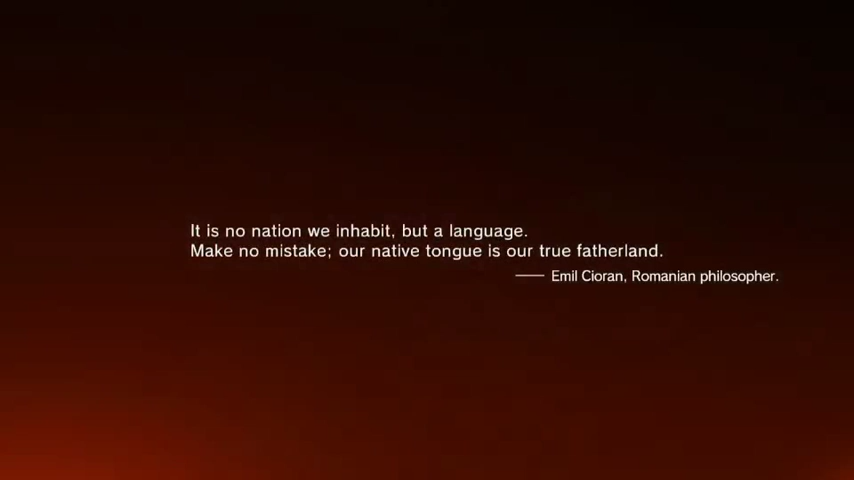 It is no nation we inhabit, but a language.
Make no mistake; our native tongue is our true fatherland.
—— Emil Cioran, Romanian philosopher.